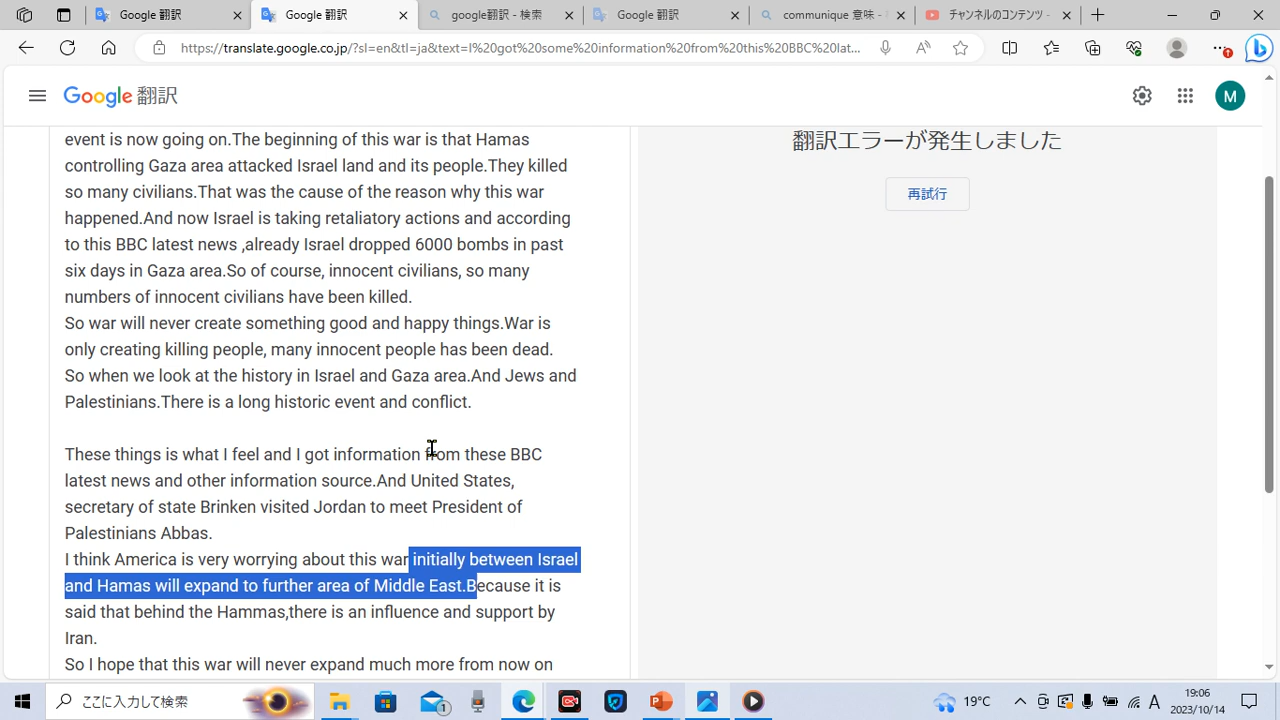 Google 翻訳
Google 翻訳
google翻訳 - 検索
Google 翻訳
communique 意味 -
チャンネルのコンテンツ -
https://translate.google.co.jp/?sl=en&tl=ja&text=I%20got%20some%20information%20from%20this%20BBC%20lat...
Google 翻訳
M
event is now going on.The beginning of this war is that Hamas
controlling Gaza area attacked Israel land and its people.They killed
so many civilians.That was the cause of the reason why this war
happened.And now Israel is taking retaliatory actions and according
to this BBC latest news ,already Israel dropped 6000 bombs in past
six days in Gaza area.So of course, innocent civilians, so many
numbers of innocent civilians have been killed.
So war will never create something good and happy things.War is
only creating killing people, many innocent people has been dead.
So when we look at the history in Israel and Gaza area.And Jews and
Palestinians.There is a long historic event and conflict.
These things is what I feel and I got information from these BBC
latest news and other information source.And United States,
secretary of state Brinken visited Jordan to meet President of
Palestinians Abbas.
I think America is very worrying about this war initially between Israel
and Hamas will expand to further area of Middle East.Because it is
said that behind the Hammas,there is an influence and support by
Iran.
So I hope that this war will never expand much more from now on
翻訳エラーが発生しました
再試行
ここに入力して検索
1
19°C
A
19:06
2023/10/14